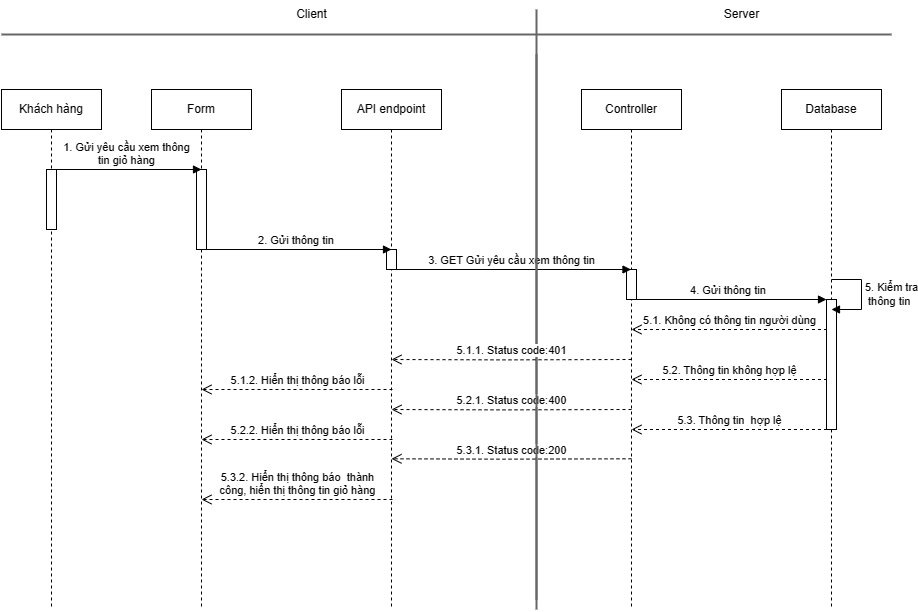 Client
Server
Khách hàng
Form
API endpoint
Controller
Database
1. Gửi yêu cầu xem thông
tin giỏ hàng
2. Gửi thông tin
3. GET Gửi yêu cầu xem thông tin
4. Gửi thông tin
5. Kiểm tra
thông tin
5.1. Không có thông tin người dùng
5.1.1. Status code:401
5.2. Thông tin không hợp lệ
5.1.2. Hiển thị thông báo lỗi
5.2.1. Status code:400
5.3. Thông tin  hợp lệ
5.2.2. Hiển thị thông báo lỗi
5.3.1. Status code:200
5.3.2. Hiển thị thông báo  thành
công, hiển thị thông tin giỏ hàng